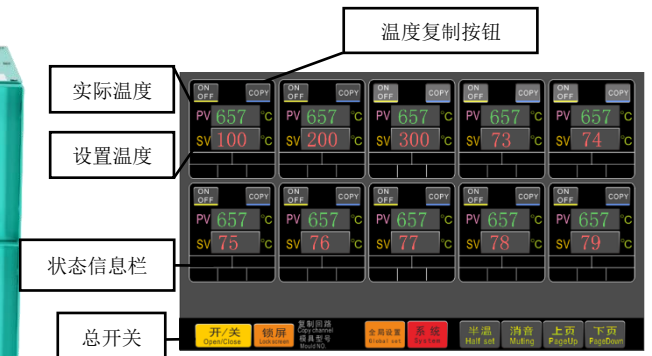 温度复制按钮
实际温度
设置温度
状态信息栏
总开关
ON OFF COPY ON OFF COPY ON OFF COPY ON OFF COPY ON OFF COPY
PV 657 °C PV 657 °C PV 657 °C PV 657 °C PV 657 °C
SV 100 °C SV 200 °C SV 300 °C SV 73 °C SV 74 °C
ON OFF COPY ON OFF COPY ON OFF COPY ON OFF COPY ON OFF COPY
PV 657 °C PV 657 °C PV 657 °C PV 657 °C PV 657 °C
SV 75 °C SV 76 °C SV 77 °C SV 78 °C SV 79 °C
开/关 锁屏 复制回路 全局设置 系统 半温 消音 上页 下页
Open/Close Lockscreen Copy channel Global set System Half set Muting PageUp PageDown
模具型号
Mould NO.